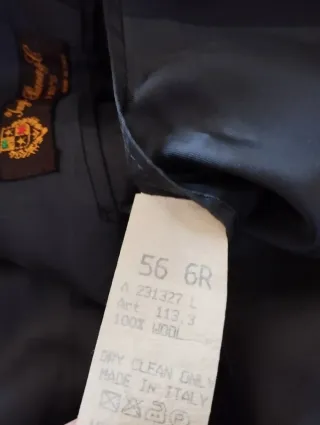 56 6R
A 231327 L
Art 113.3
100% WOOL
DRY CLEAN ONLY
MADE IN ITALY